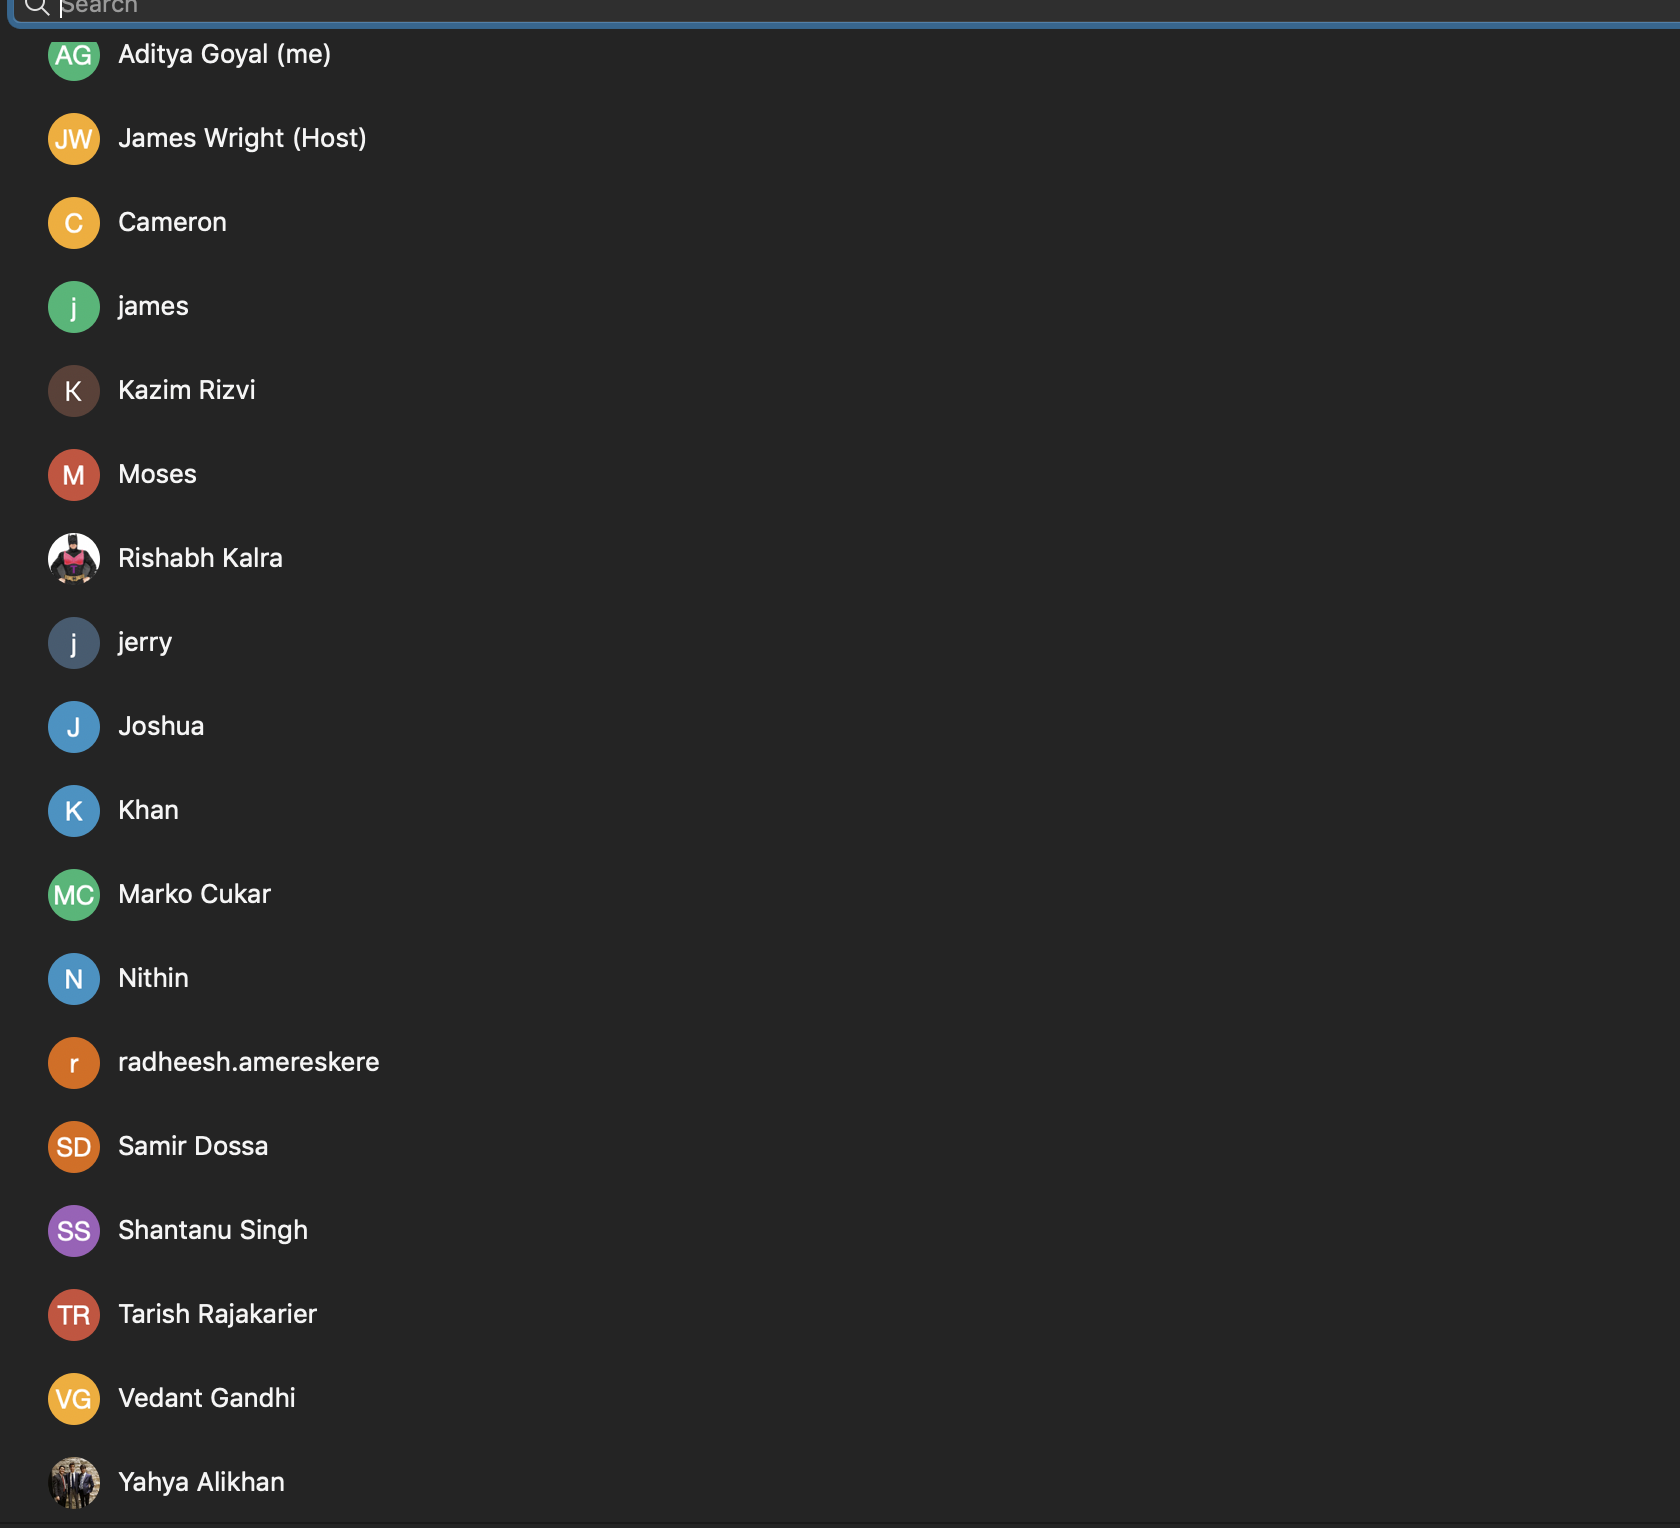 Search
AG Aditya Goyal (me)
JW James Wright (Host)
C Cameron
j james
K Kazim Rizvi
M Moses
Rishabh Kalra
j jerry
J Joshua
K Khan
MC Marko Cukar
N Nithin
r radheesh.amereskere
SD Samir Dossa
SS Shantanu Singh
TR Tarish Rajakarier
VG Vedant Gandhi
Yahya Alikhan